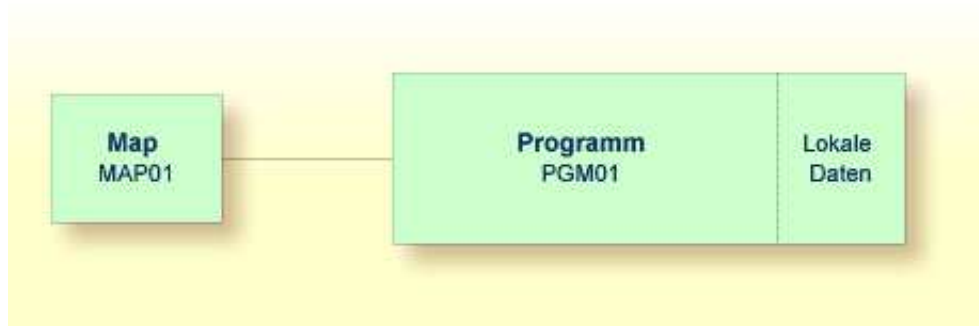 Map
MAP01
Programm
PGM01
Lokale
Daten